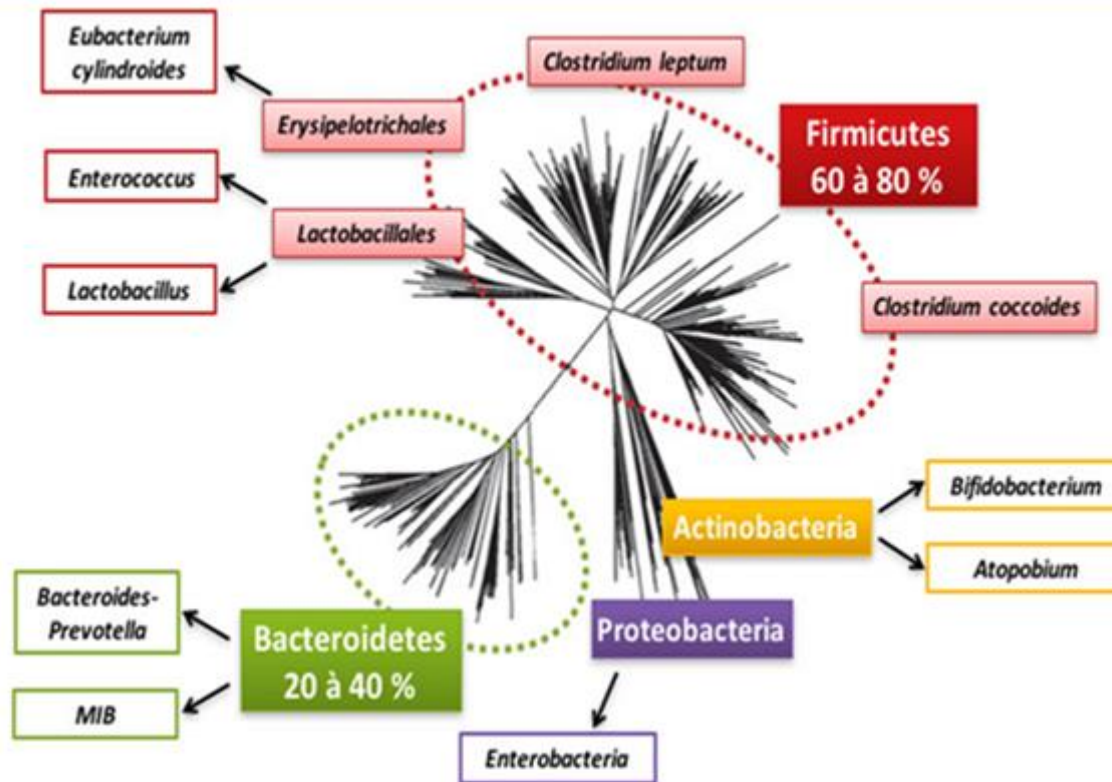 Eubacterium
cylindroides
Clostridium leptum
Erysipelotrichales
Firmicutes
60 à 80 %
Enterococcus
Lactobacillales
Lactobacillus
Clostridium coccoides
Bifidobacterium
Actinobacteria
Atopobium
Bacteroides-
Prevotella
Proteobacteria
Bacteroidetes
20 à 40 %
MIB
Enterobacteria